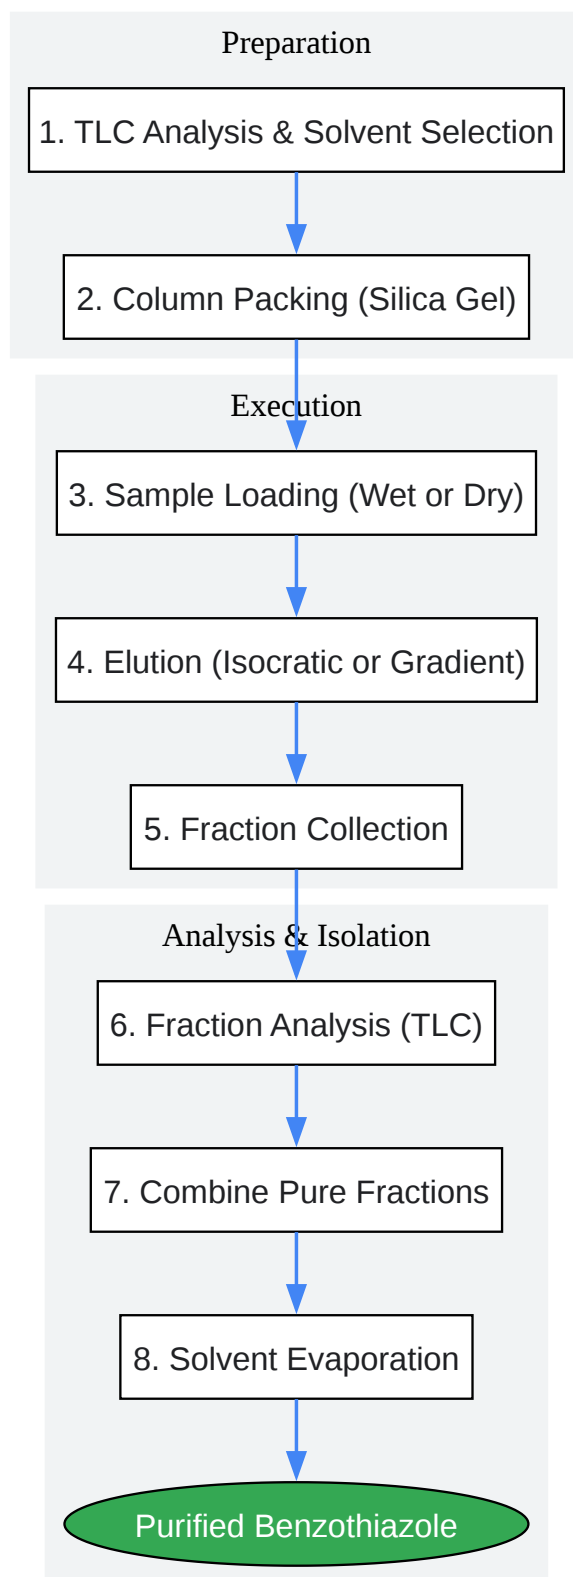 Preparation
1. TLC Analysis & Solvent Selection
2. Column Packing (Silica Gel)
Execution
3. Sample Loading (Wet or Dry)
4. Elution (Isocratic or Gradient)
5. Fraction Collection
Analysis & Isolation
6. Fraction Analysis (TLC)
7. Combine Pure Fractions
8. Solvent Evaporation
Purified Benzothiazole